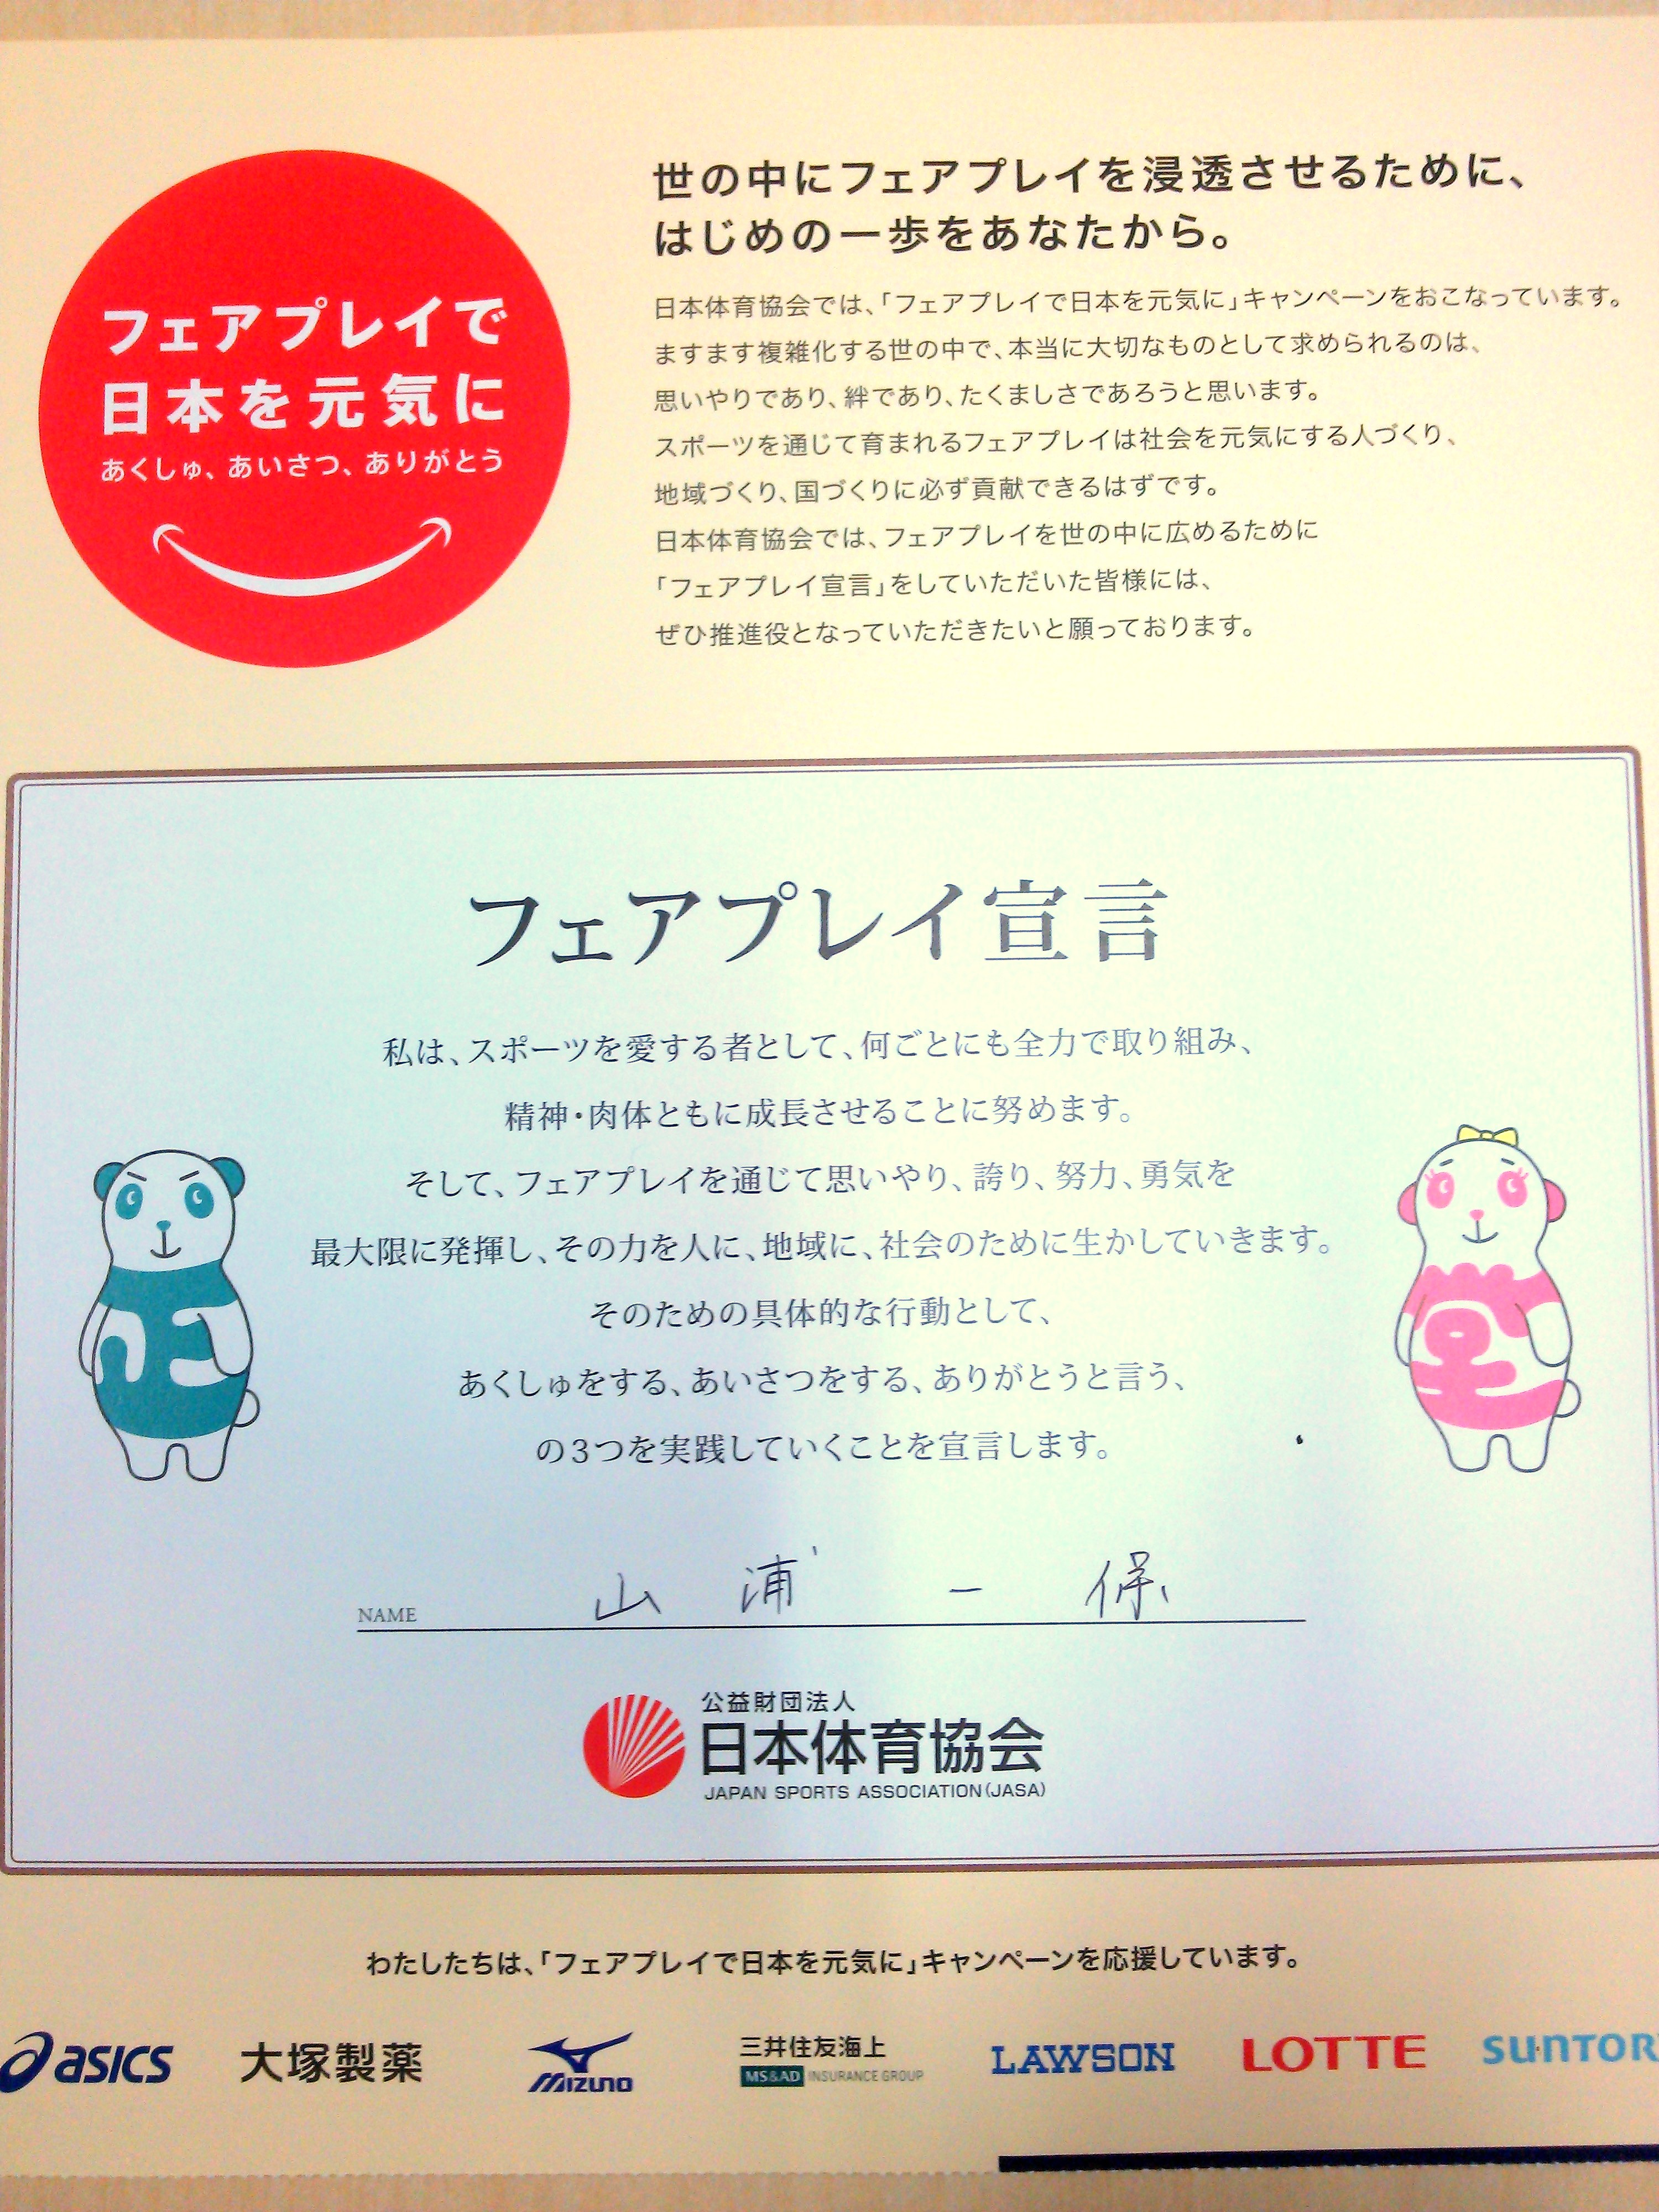 フェアプレイで
日本を元気に
あくしゅ、あいさつ、ありがとう
世の中にフェアプレイを浸透させるために、
はじめの一歩をあなたから。
日本体育協会では、「フェアプレイで日本を元気に」キャンペーンをおこなっています。
ますます複雑化する世の中で、本当に大切なものとして求められるのは、
思いやりであり、絆であり、たくましさであろうと思います。
スポーツを通じて育まれるフェアプレイは社会を元気にする人づくり、
地域づくり、国づくりに必ず貢献できるはずです。
日本体育協会では、フェアプレイを世の中に広めるために
「フェアプレイ宣言」をしていただいた皆様には、
ぜひ推進役となっていただきたいと願っております。
フェアプレイ宣言
私は、スポーツを愛する者として、何ごとにも全力で取り組み、
精神・肉体ともに成長させることに努めます。
そして、フェアプレイを通じて思いやり、誇り、努力、勇気を
最大限に発揮し、その力を人に、地域に、社会のために生かしていきます。
そのための具体的な行動として、
あくしゅをする、あいさつをする、ありがとうと言う、
の3つを実践していくことを宣言します。
正
堂
NAME 山浦 一保
公益財団法人
日本体育協会
JAPAN SPORTS ASSOCIATION(JASA)
わたしたちは、「フェアプレイで日本を元気に」キャンペーンを応援しています。
asics 大塚製薬 MIZUNO 三井住友海上 LAWSON LOTTE SUNTOR
MS&AD INSURANCE GROUP